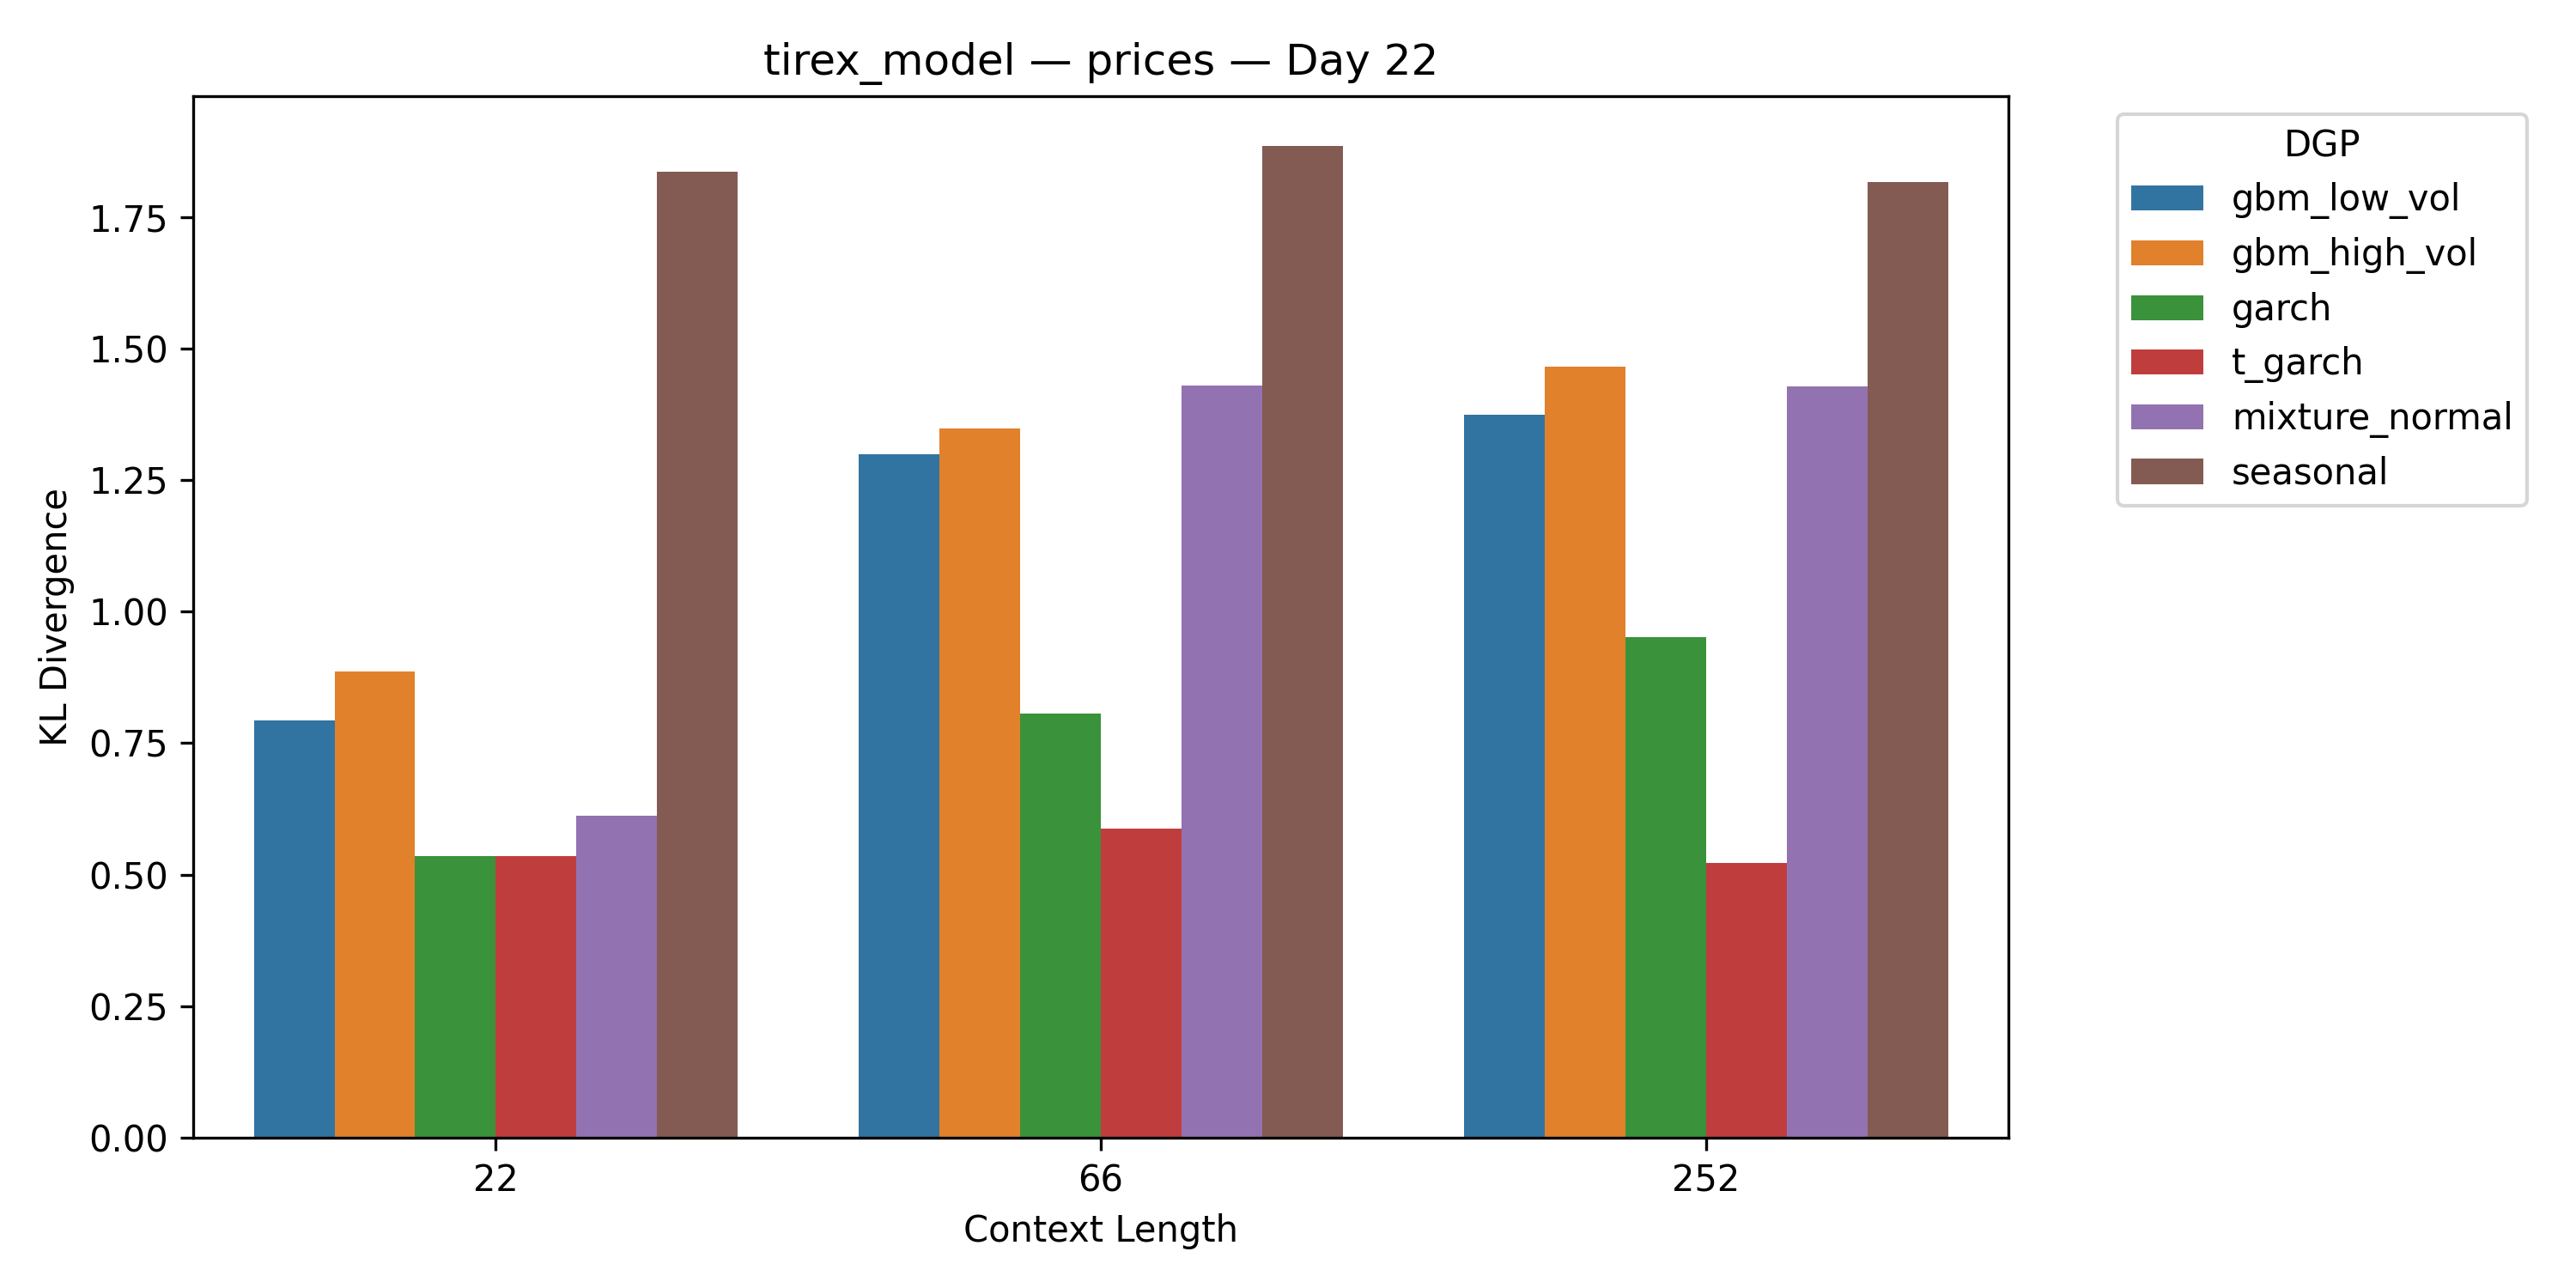 tirex_model — prices — Day 22
KL Divergence
1.75
1.50
1.25
1.00
0.75
0.50
0.25
0.00
22
66
252
Context Length
DGP
gbm_low_vol
gbm_high_vol
garch
t_garch
mixture_normal
seasonal